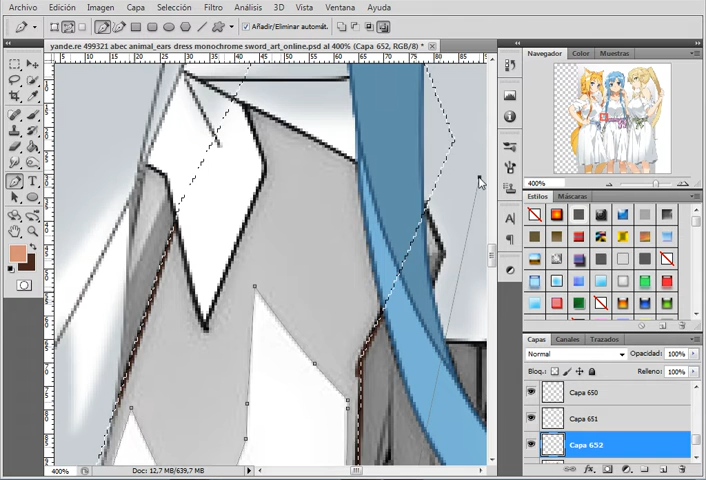 Archivo Edición Imagen Capa Selección Filtro Análisis 3D Vista Ventana Ayuda
Añadir/Eliminar automát.
yande.re 499321 abec animal_ears dress monochrome sword_art_online.psd al 400% (Capa 652, RGB/8) *
Navegador Color Muestras
400%
Estilos Máscaras
Capas Canales Trazados
Normal Opacidad: 100%
Bloq.: Relleno: 100%
Capa 650
Capa 651
Capa 652
400% Doc: 12,7 MB/639,7 MB